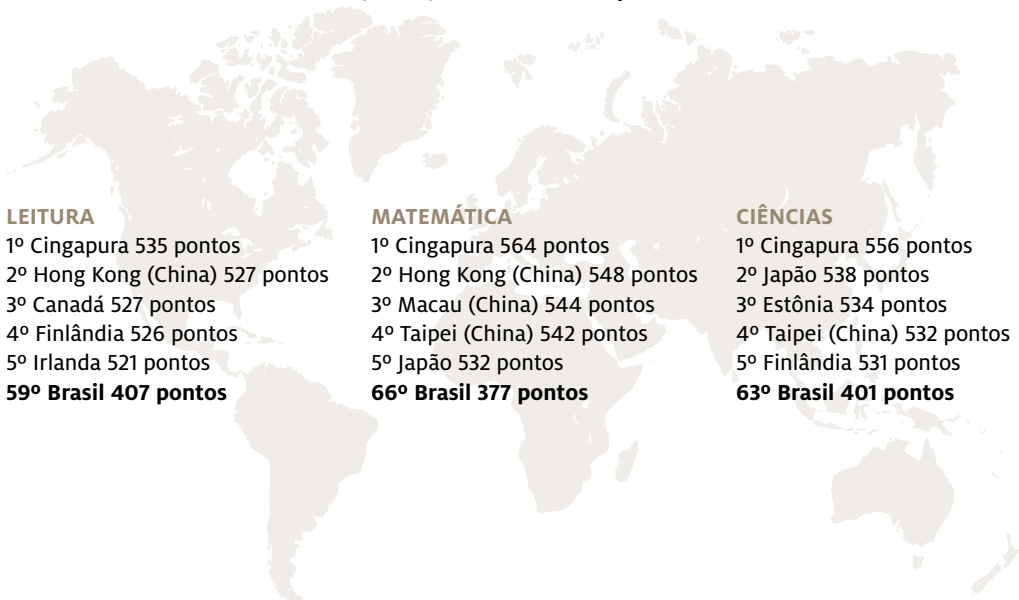 LEITURA
1º Cingapura 535 pontos
2º Hong Kong (China) 527 pontos
3º Canadá 527 pontos
4º Finlândia 526 pontos
5º Irlanda 521 pontos
59º Brasil 407 pontos
MATEMÁTICA
1º Cingapura 564 pontos
2º Hong Kong (China) 548 pontos
3º Macau (China) 544 pontos
4º Taipei (China) 542 pontos
5º Japão 532 pontos
66º Brasil 377 pontos
CIÊNCIAS
1º Cingapura 556 pontos
2º Japão 538 pontos
3º Estônia 534 pontos
4º Taipei (China) 532 pontos
5º Finlândia 531 pontos
63º Brasil 401 pontos